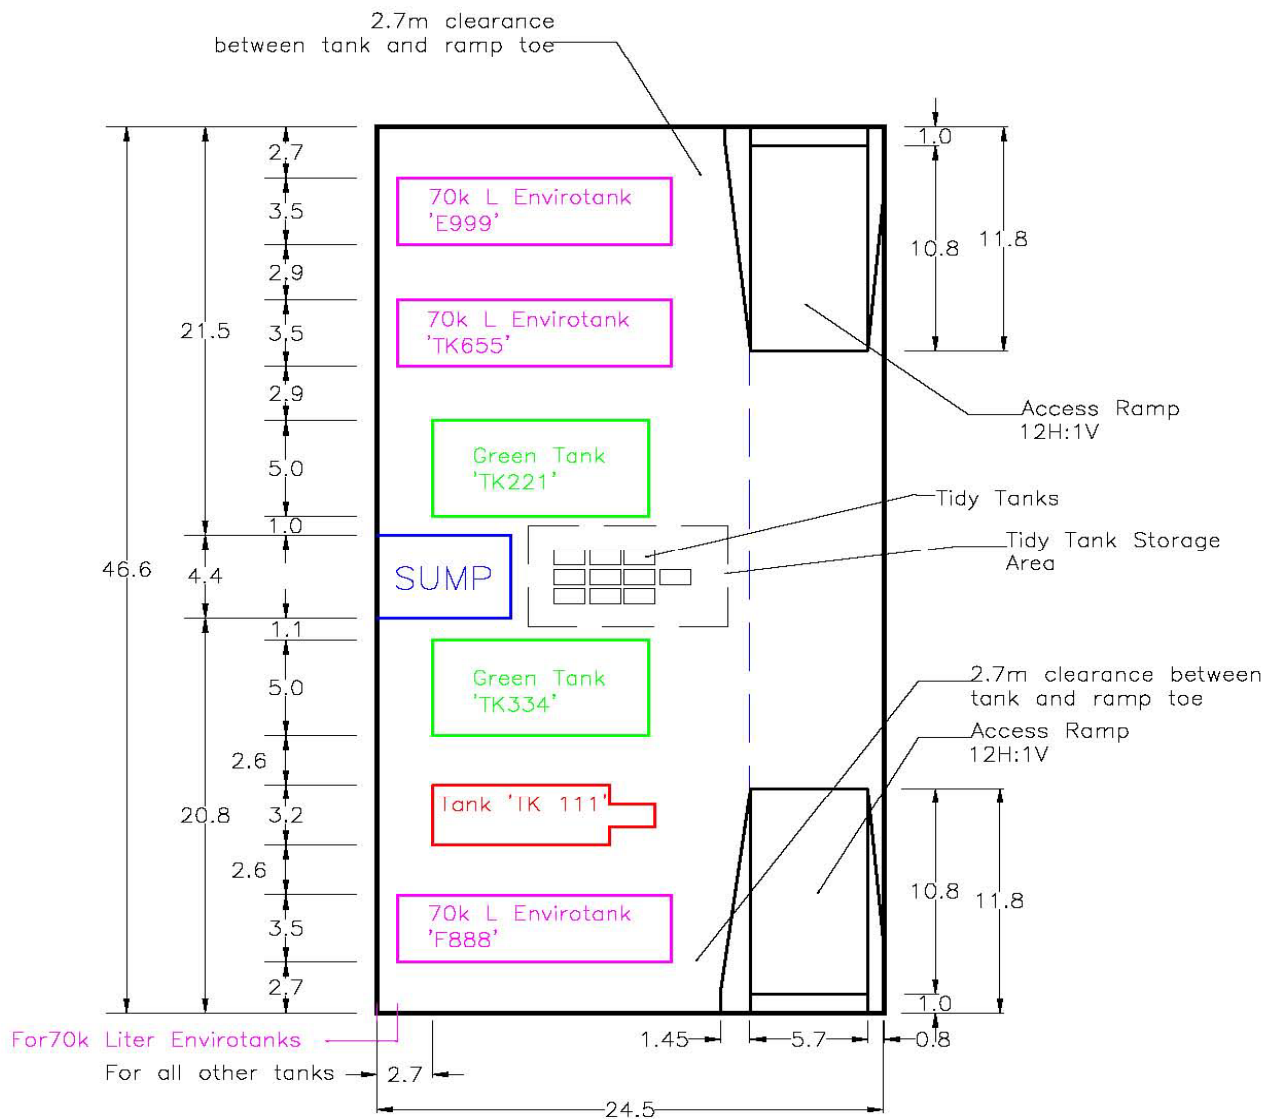 2.7m clearance
between tank and ramp toe
2.7
3.5
2.9
3.5
2.9
5.0
1.0
1.1
5.0
2.6
3.2
2.6
3.5
2.7
21.5
4.4
20.8
46.6
70k L Envirotank
'E999'
70k L Envirotank
'TK655'
Green Tank
'TK221'
SUMP
Green Tank
'TK334'
Tank 'TK 111'
70k L Envirotank
'F888'
1.0
10.8
11.8
Access Ramp
12H:1V
Tidy Tanks
Tidy Tank Storage
Area
2.7m clearance between
tank and ramp toe
Access Ramp
12H:1V
10.8
11.8
1.0
For70k Liter Envirotanks
For all other tanks
2.7
1.45
5.7
0.8
24.5